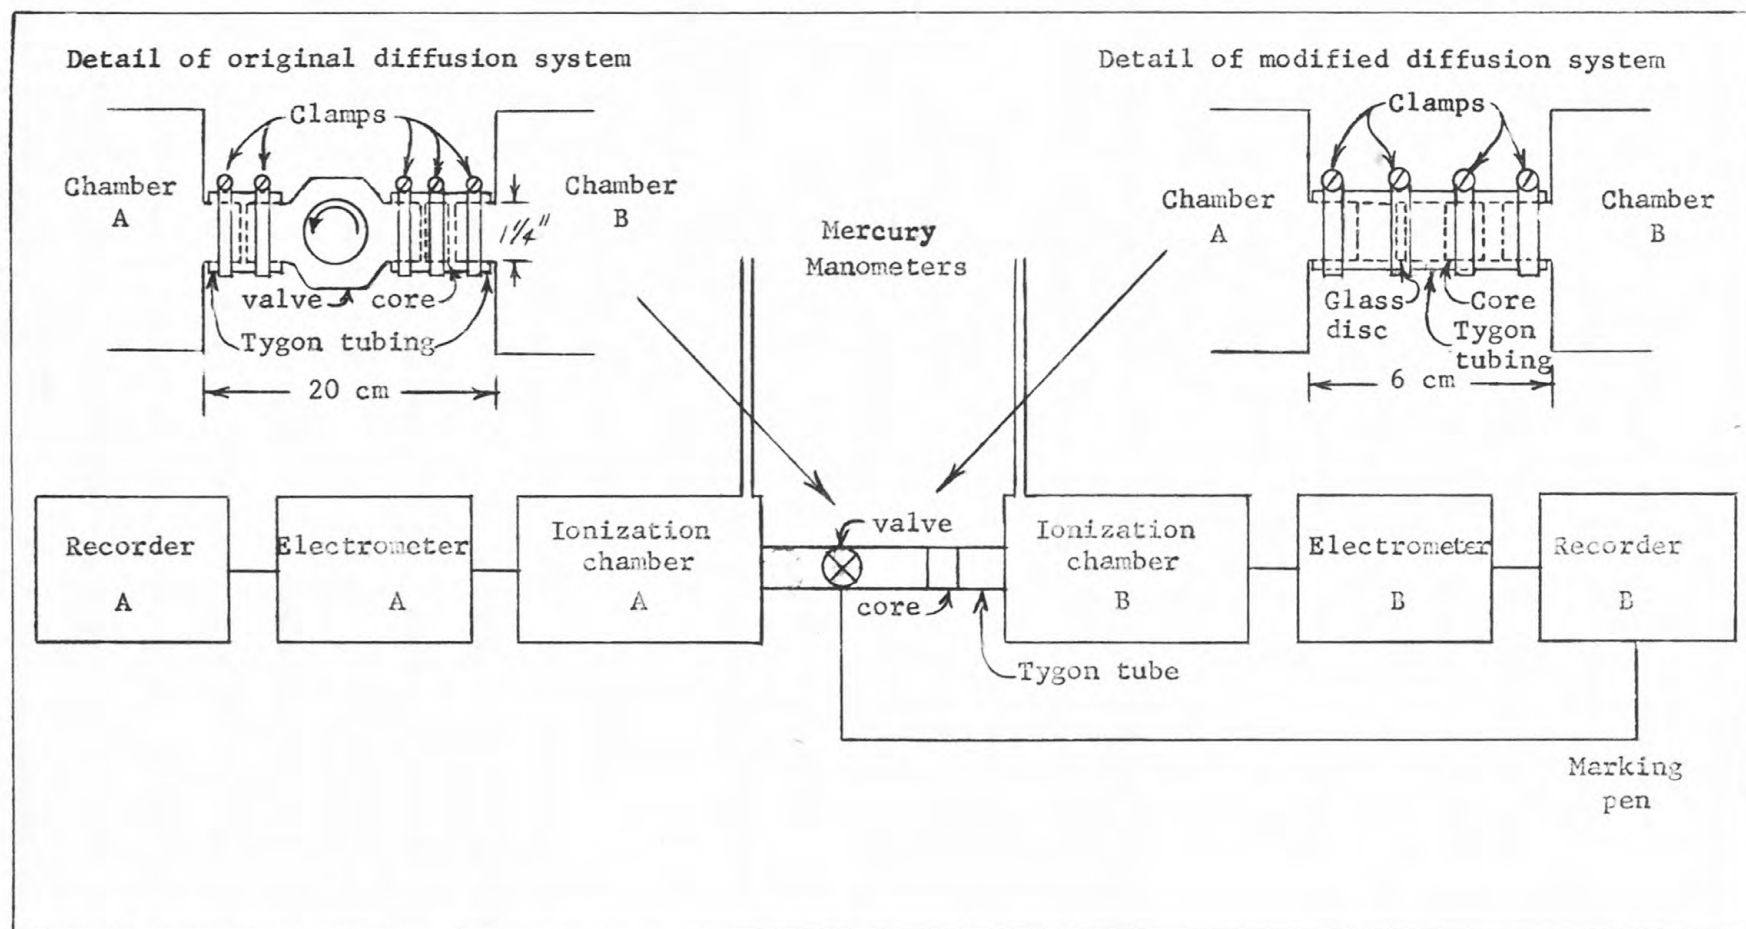 Detail of original diffusion system
Clamps
Chamber
A
Chamber
B
1 1/4"
valve
core
Tygon tubing
20 cm
Detail of modified diffusion system
Clamps
Chamber
A
Chamber
B
Glass
disc
Core
Tygon
tubing
6 cm
Mercury
Manometers
Recorder
A
Electrometer
A
Ionization
chamber
A
valve
core
Tygon tube
Ionization
chamber
B
Electrometer
B
Recorder
B
Marking
pen